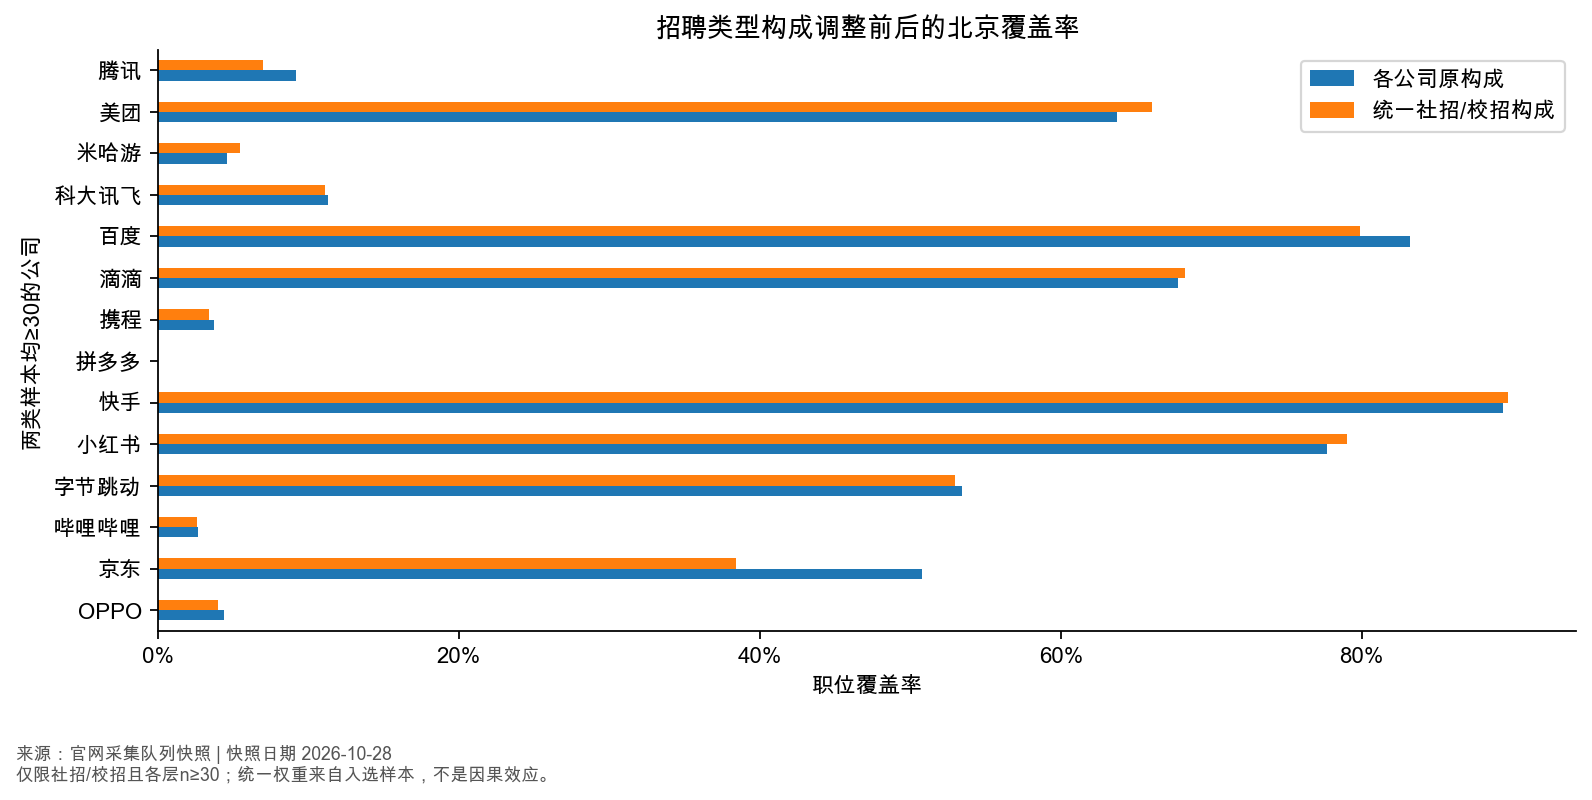 招聘类型构成调整前后的北京覆盖率
各公司原构成
统一社招/校招构成
两类样本均≥30的公司
腾讯
美团
米哈游
科大讯飞
百度
滴滴
携程
拼多多
快手
小红书
字节跳动
哔哩哔哩
京东
OPPO
0%
20%
40%
60%
80%
职位覆盖率
来源：官网采集队列快照 | 快照日期 2026-10-28
仅限社招/校招且各层n≥30；统一权重来自入选样本，不是因果效应。